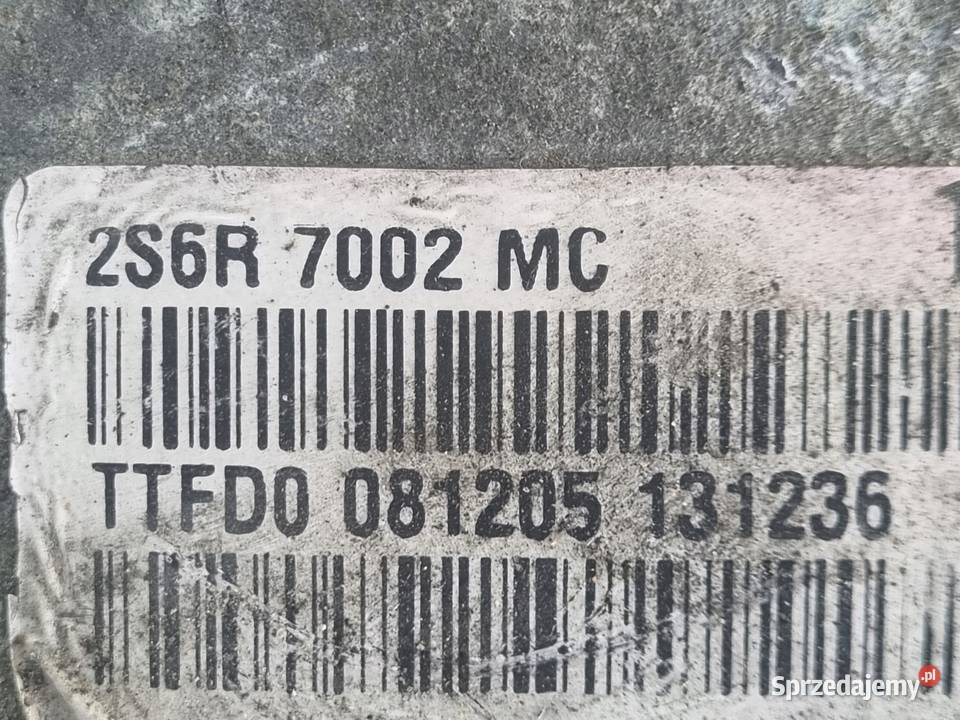 2S6R 7002 MC
TTFD0 081205 131236
Sprzedajemy.pl